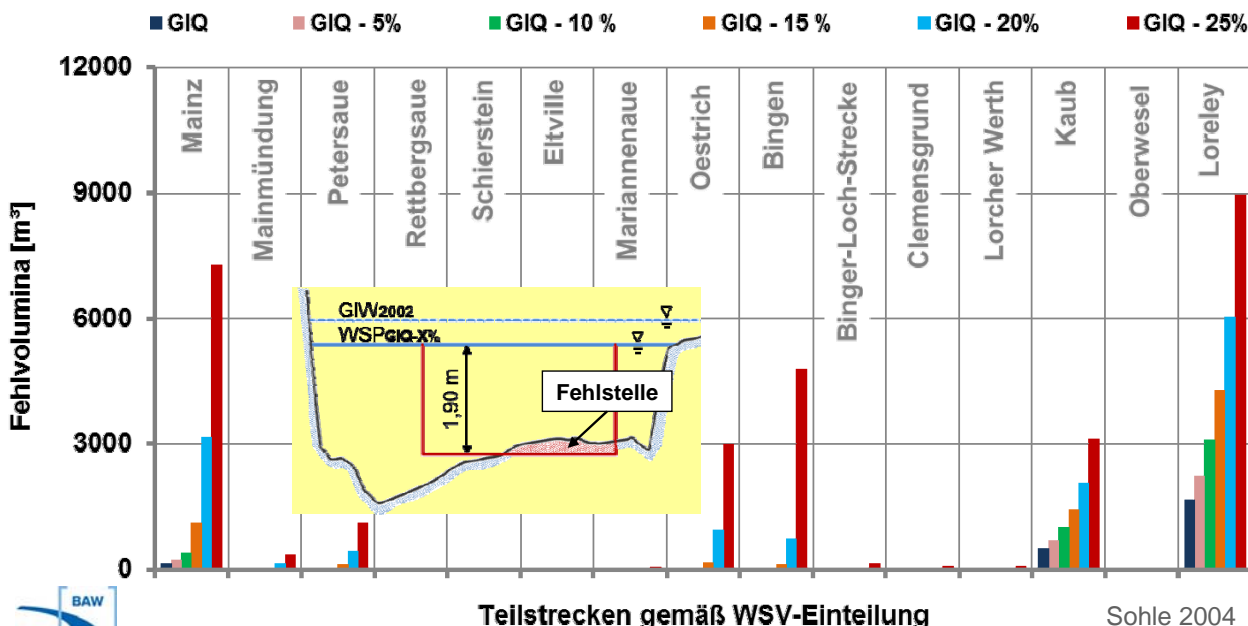 GlQ
GlQ - 5%
GlQ - 10 %
GlQ - 15 %
GlQ - 20%
GlQ - 25%
Fehlvolumina [m³]
12000
9000
6000
3000
0
Mainz
Mainmündung
Petersaue
Rettbergsaue
Schierstein
Eltville
Mariannenaue
Oestrich
Bingen
Binger-Loch-Strecke
Clemensgrund
Lorcher Werth
Kaub
Oberwesel
Loreley
GlW2002
WSPGlQ-X%
1,90 m
Fehlstelle
BAW
Teilstrecken gemäß WSV-Einteilung
Sohle 2004